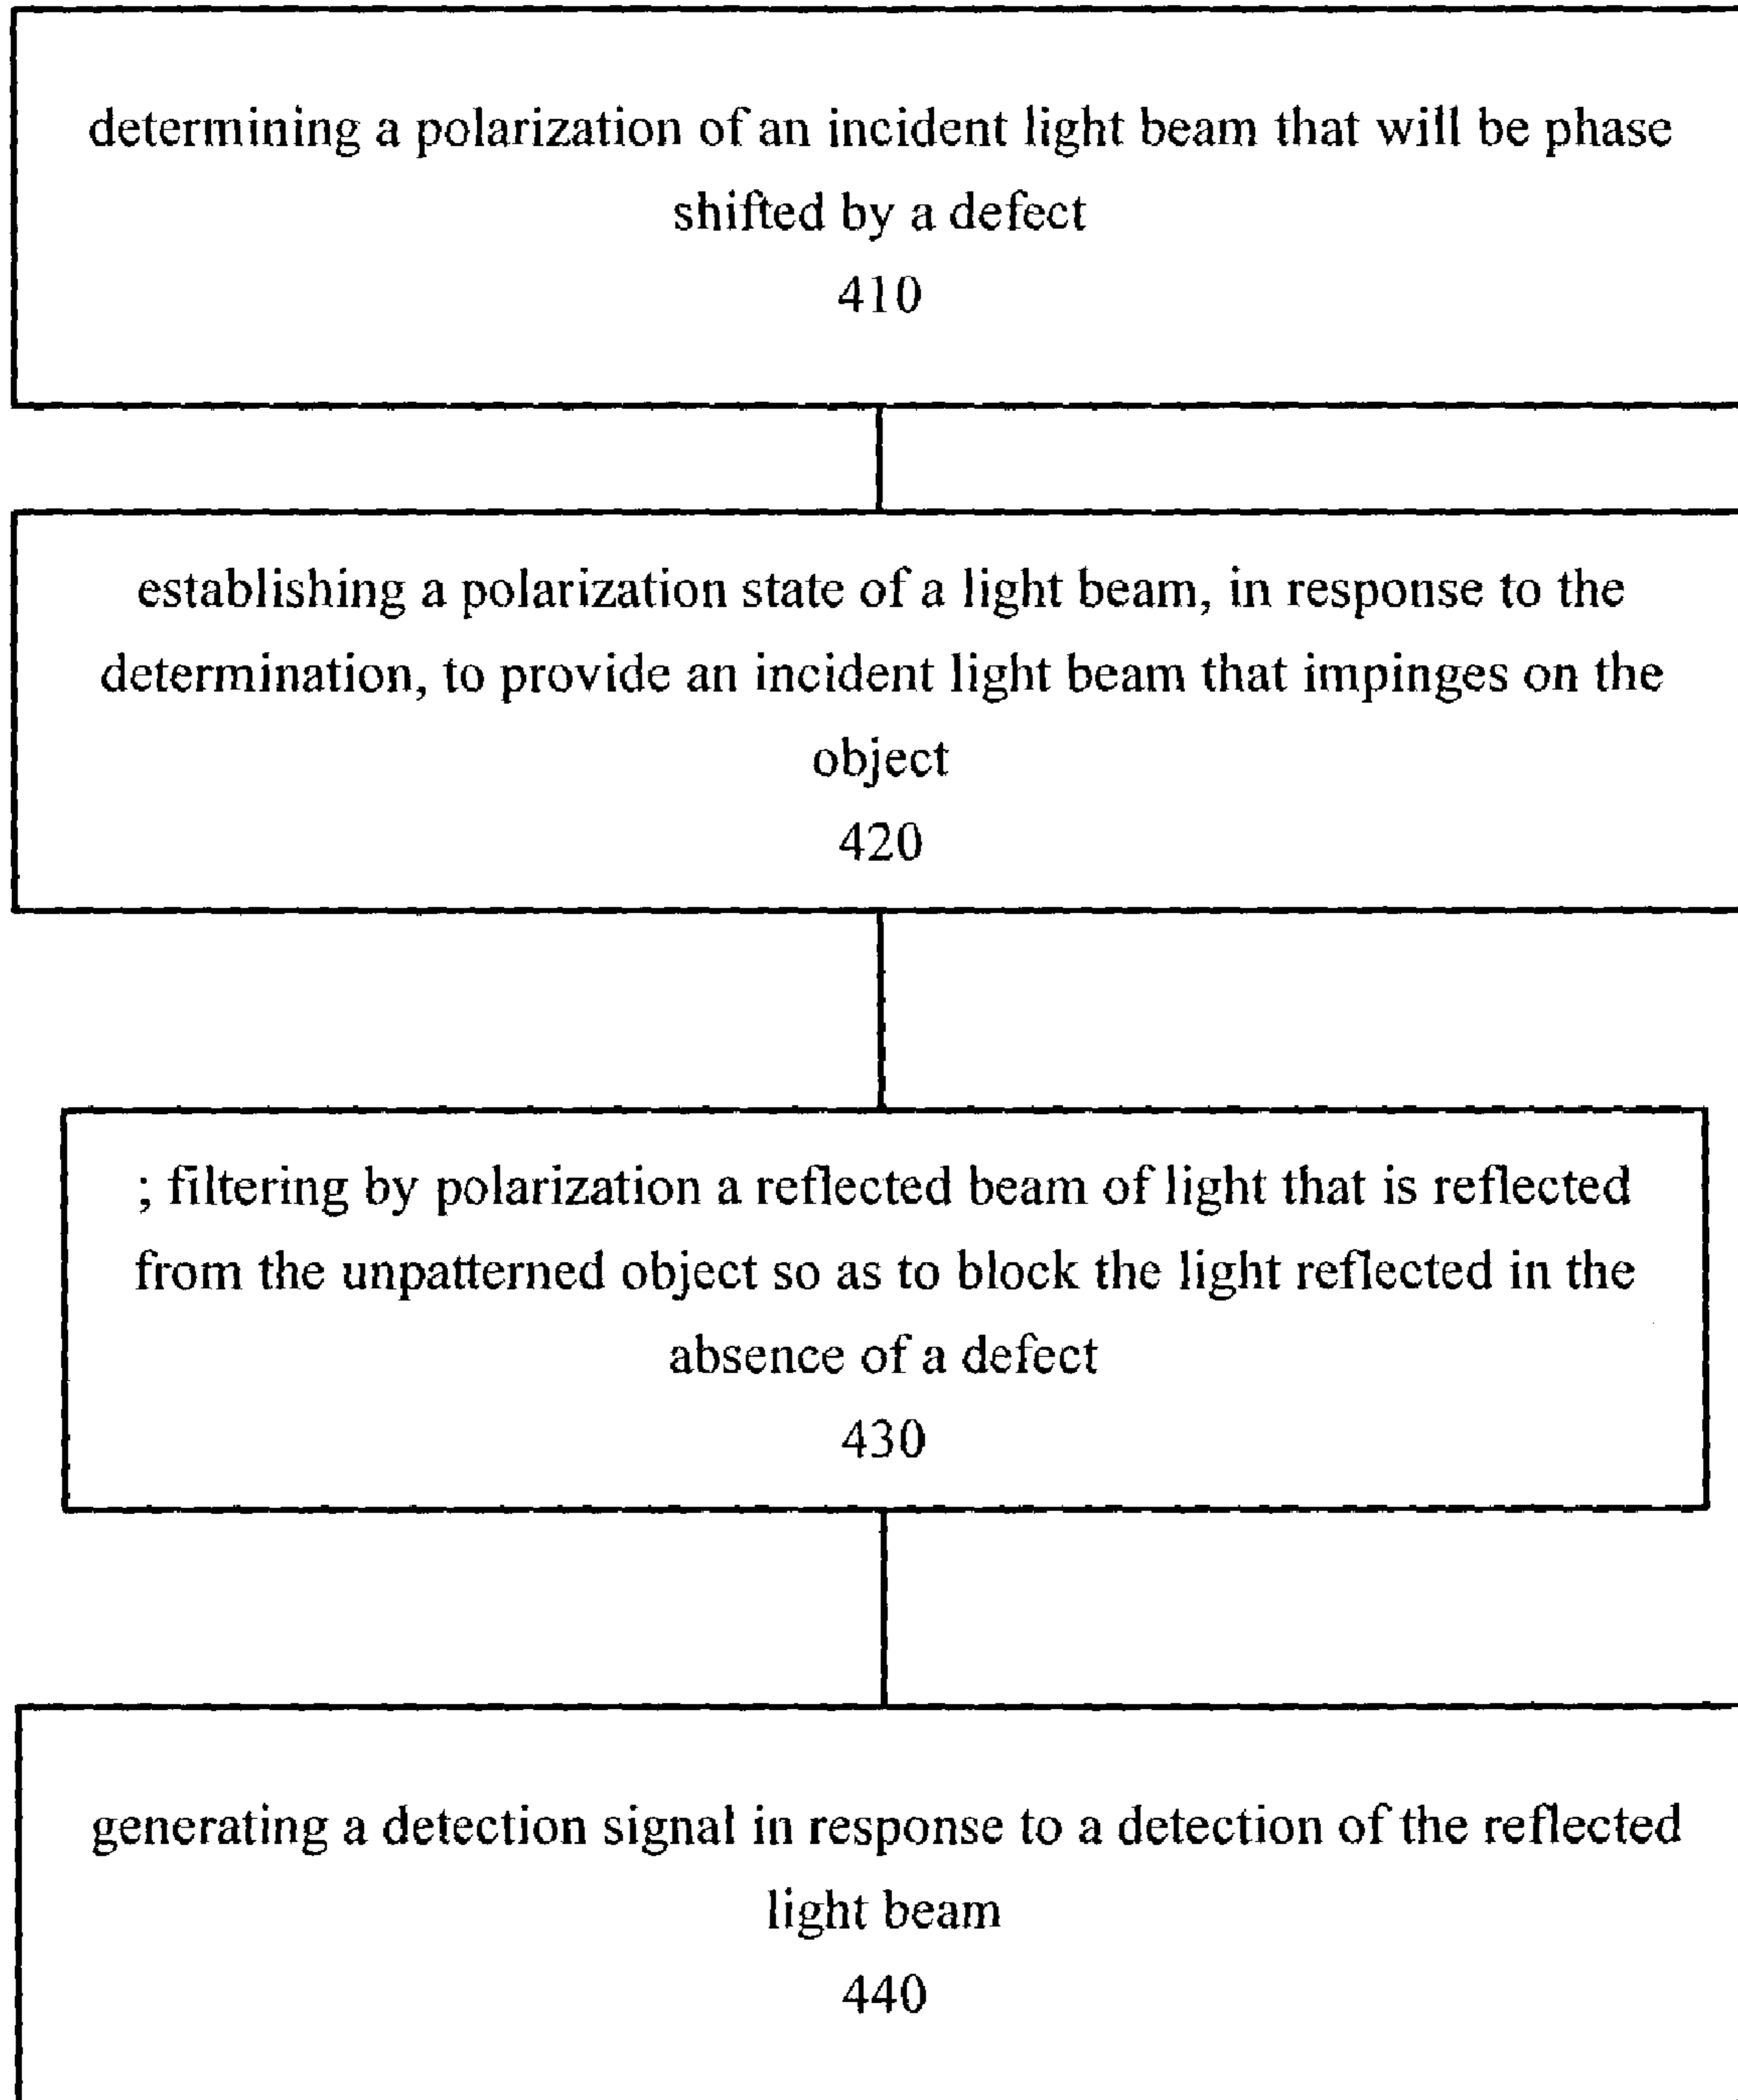 determining a polarization of an incident light beam that will be phase
shifted by a defect
410
establishing a polarization state of a light beam, in response to the
determination, to provide an incident light beam that impinges on the
object
420
; filtering by polarization a reflected beam of light that is reflected
from the unpatterned object so as to block the light reflected in the
absence of a defect
430
generating a detection signal in response to a detection of the reflected
light beam
440